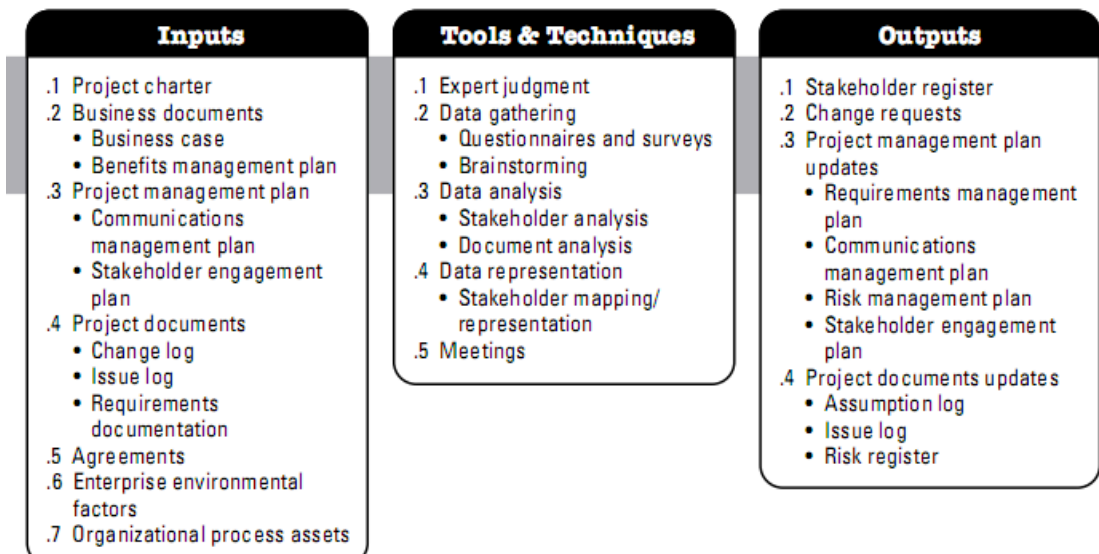 Inputs
.1 Project charter
.2 Business documents
• Business case
• Benefits management plan
.3 Project management plan
• Communications
management plan
• Stakeholder engagement
plan
.4 Project documents
• Change log
• Issue log
• Requirements
documentation
.5 Agreements
.6 Enterprise environmental
factors
.7 Organizational process assets
Tools & Techniques
.1 Expert judgment
.2 Data gathering
• Questionnaires and surveys
• Brainstorming
.3 Data analysis
• Stakeholder analysis
• Document analysis
.4 Data representation
• Stakeholder mapping/
representation
.5 Meetings
Outputs
.1 Stakeholder register
.2 Change requests
.3 Project management plan
updates
• Requirements management
plan
• Communications
management plan
• Risk management plan
• Stakeholder engagement
plan
.4 Project documents updates
• Assumption log
• Issue log
• Risk register